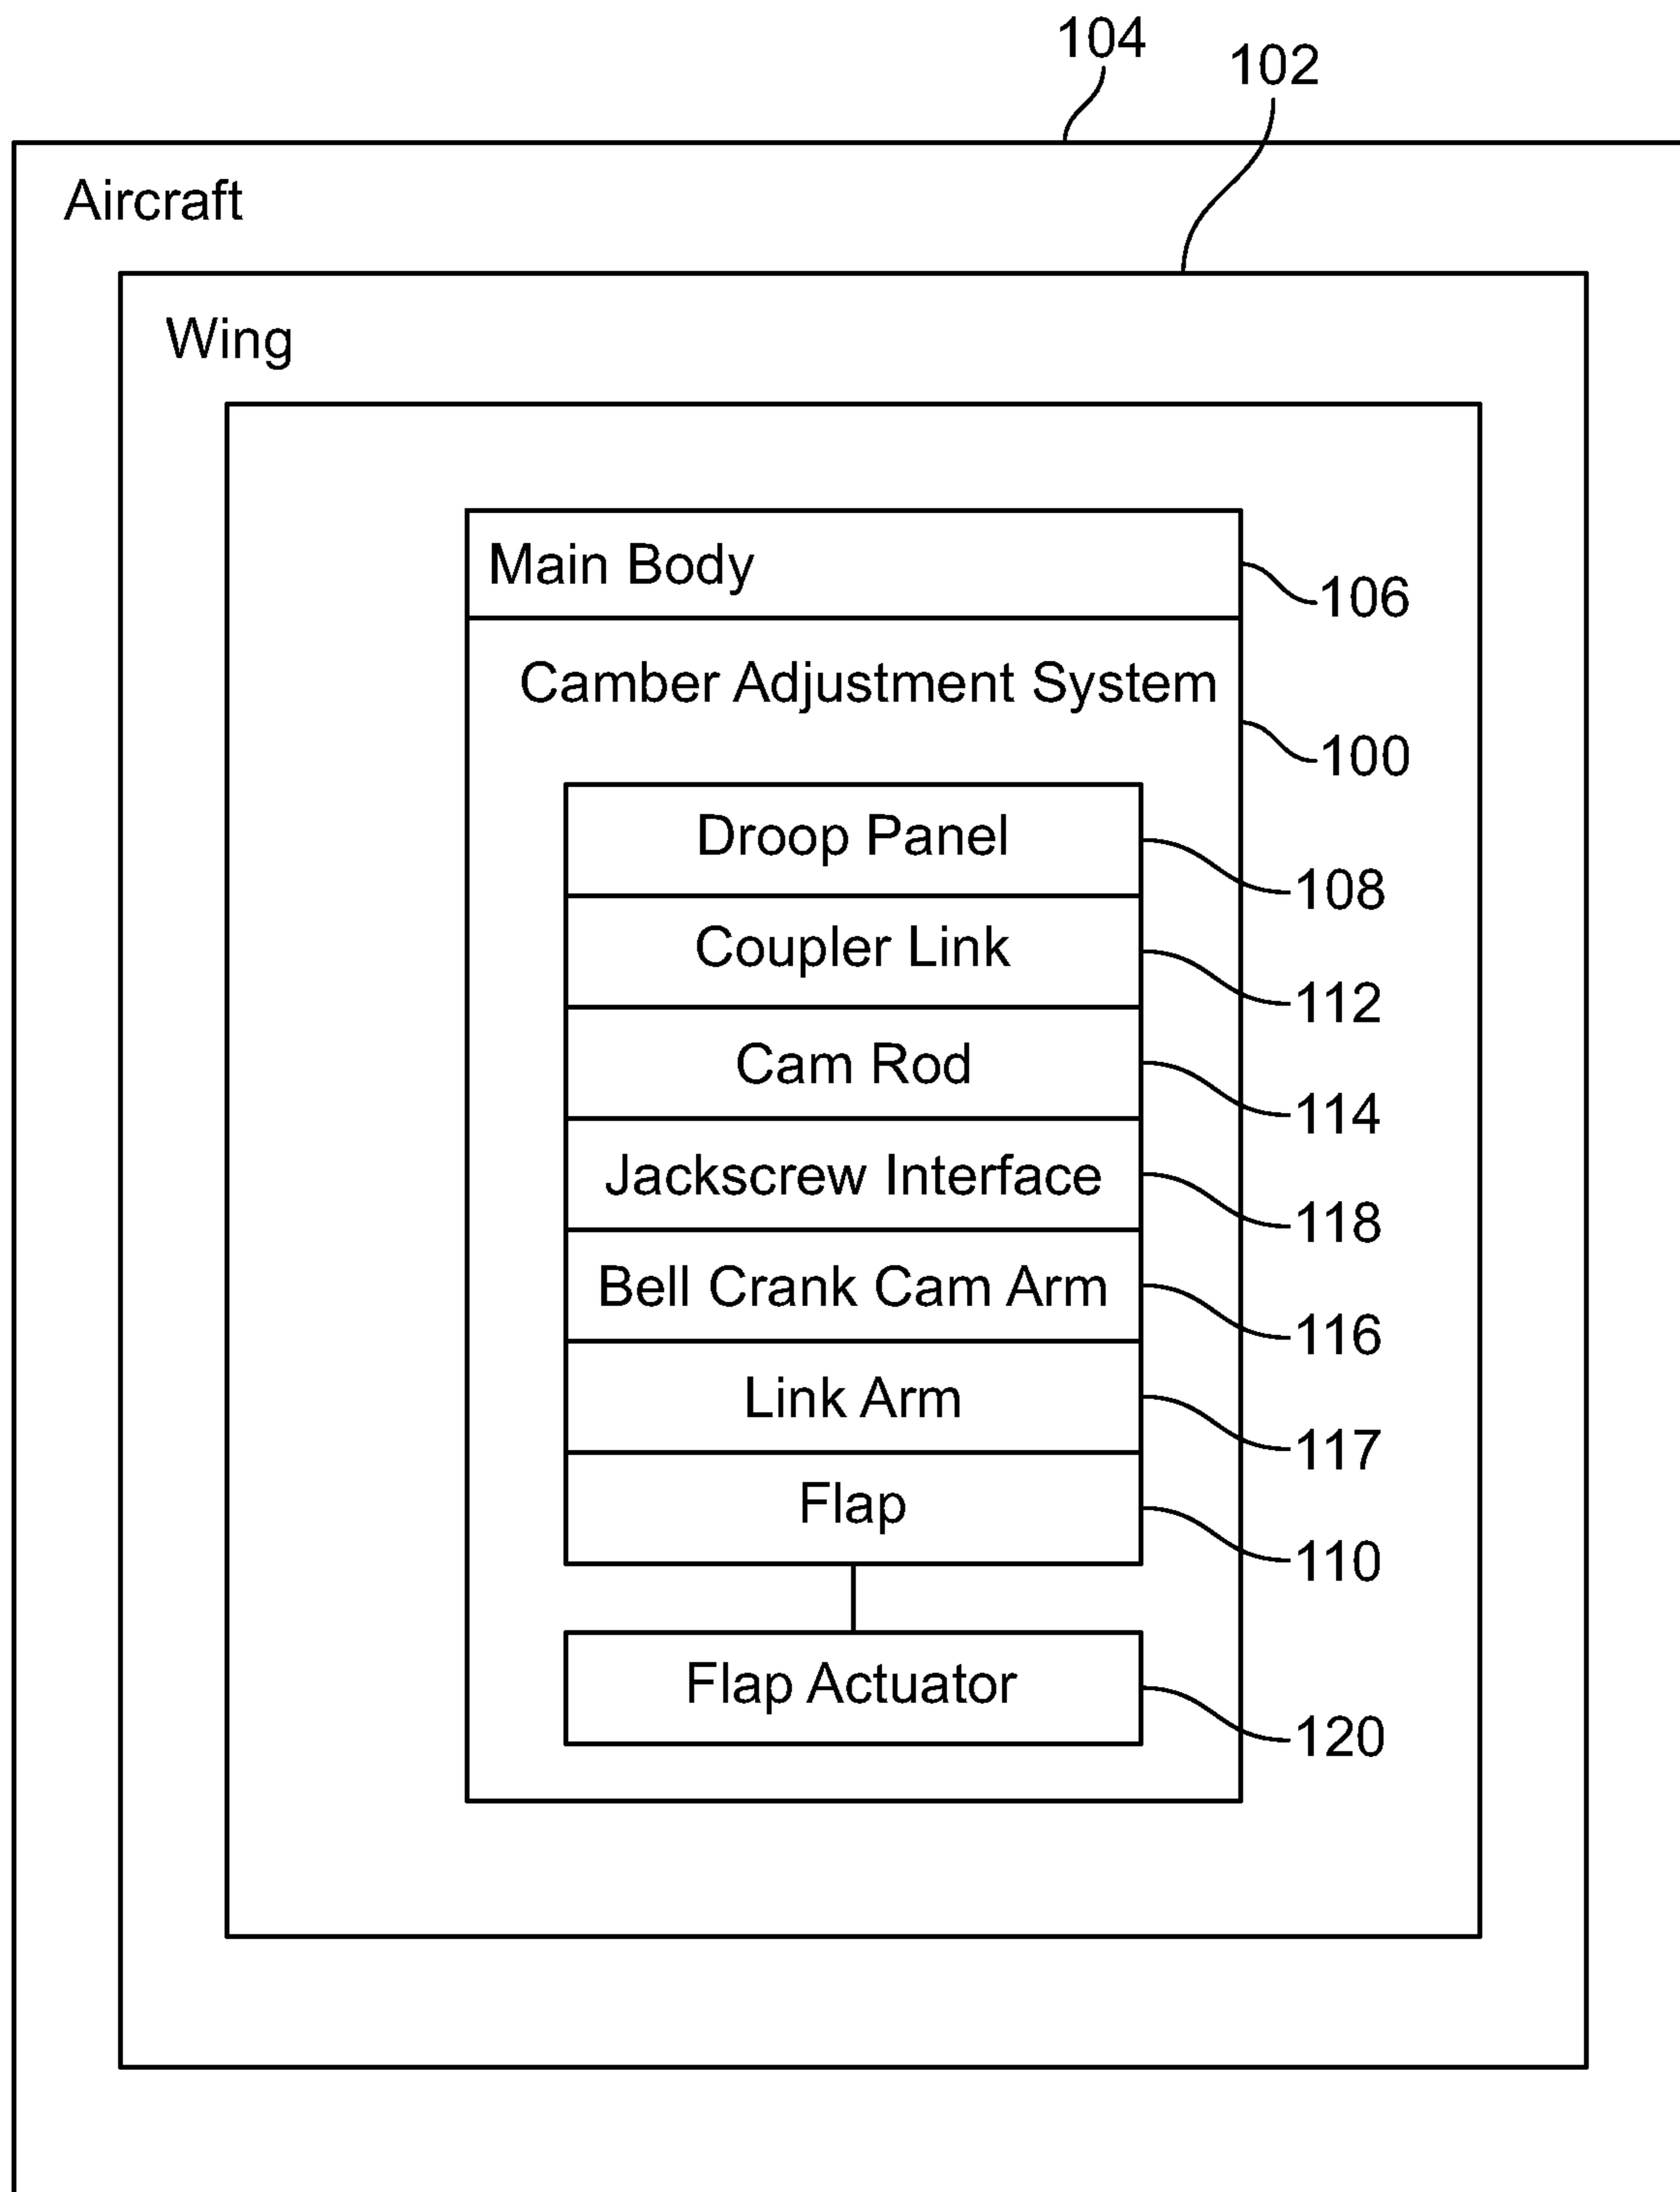 104
102
Aircraft
Wing
Main Body
106
Camber Adjustment System
100
Droop Panel
108
Coupler Link
112
Cam Rod
114
Jackscrew Interface
118
Bell Crank Cam Arm
116
Link Arm
117
Flap
110
Flap Actuator
120